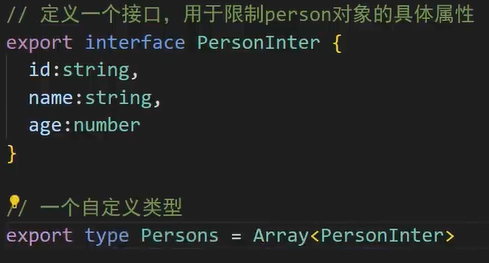 // 定义一个接口，用于限制person对象的具体属性
export interface PersonInter {
  id:string,
  name:string,
  age:number
}
// 一个自定义类型
export type Persons = Array<PersonInter>